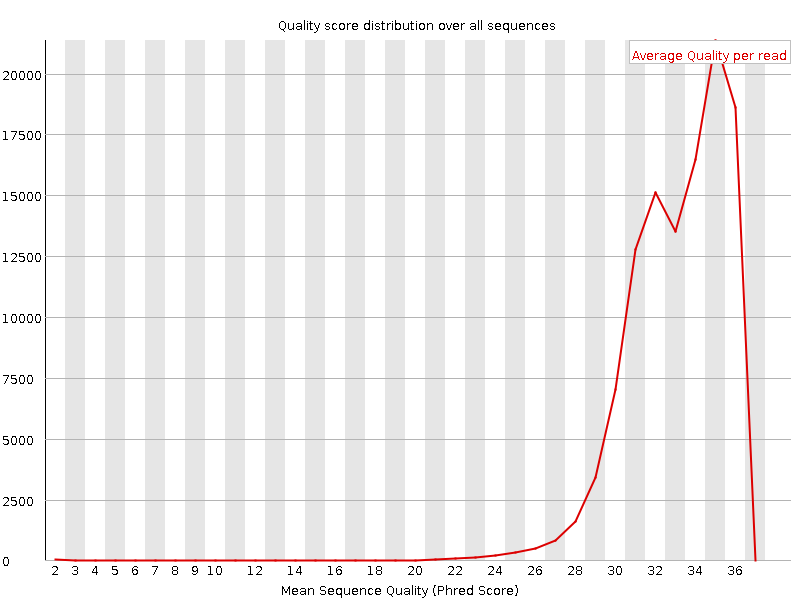 Quality score distribution over all sequences
Average Quality per read
20000
17500
15000
12500
10000
7500
5000
2500
0
2 3 4 5 6 7 8 9 10 12 14 16 18 20 22 24 26 28 30 32 34 36
Mean Sequence Quality (Phred Score)